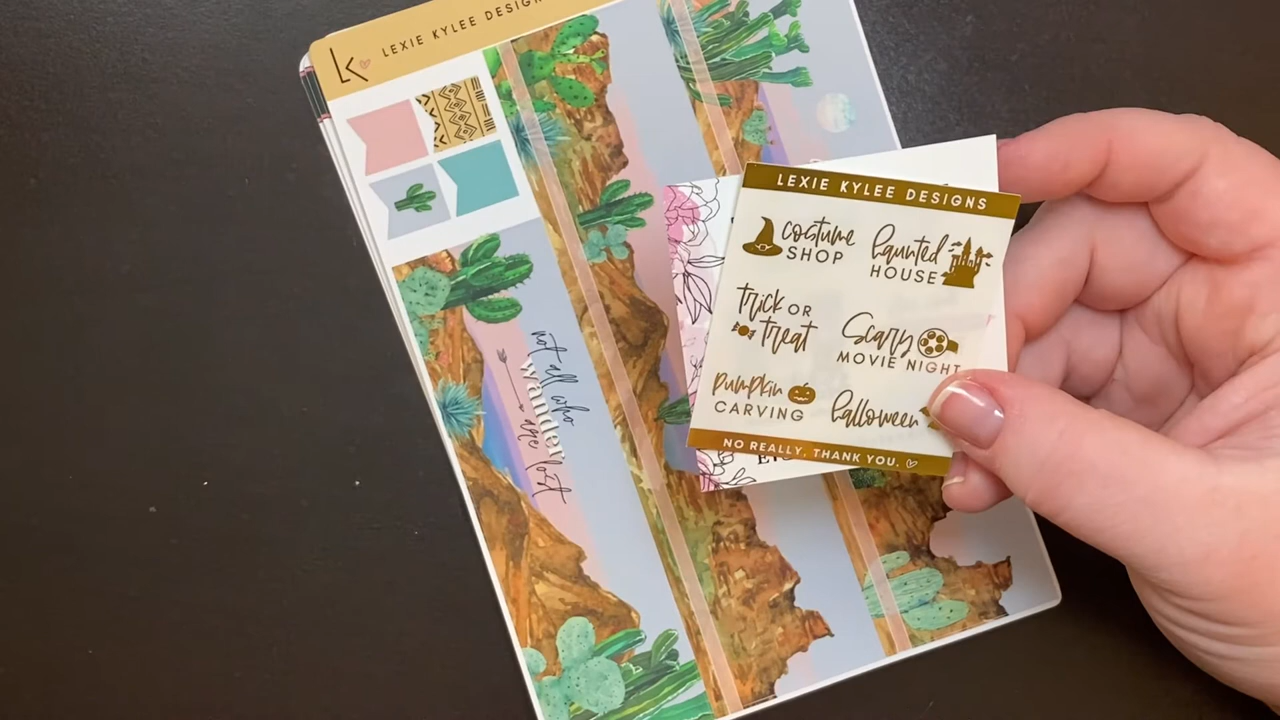 LK
LEXIE KYLEE DESIGNS
not all who
wander
are lost
LEXIE KYLEE DESIGNS
costume
SHOP
haunted
HOUSE
trick OR
treat
Scary
MOVIE NIGHT
pumpkin
CARVING
halloween
NO REALLY, THANK YOU.